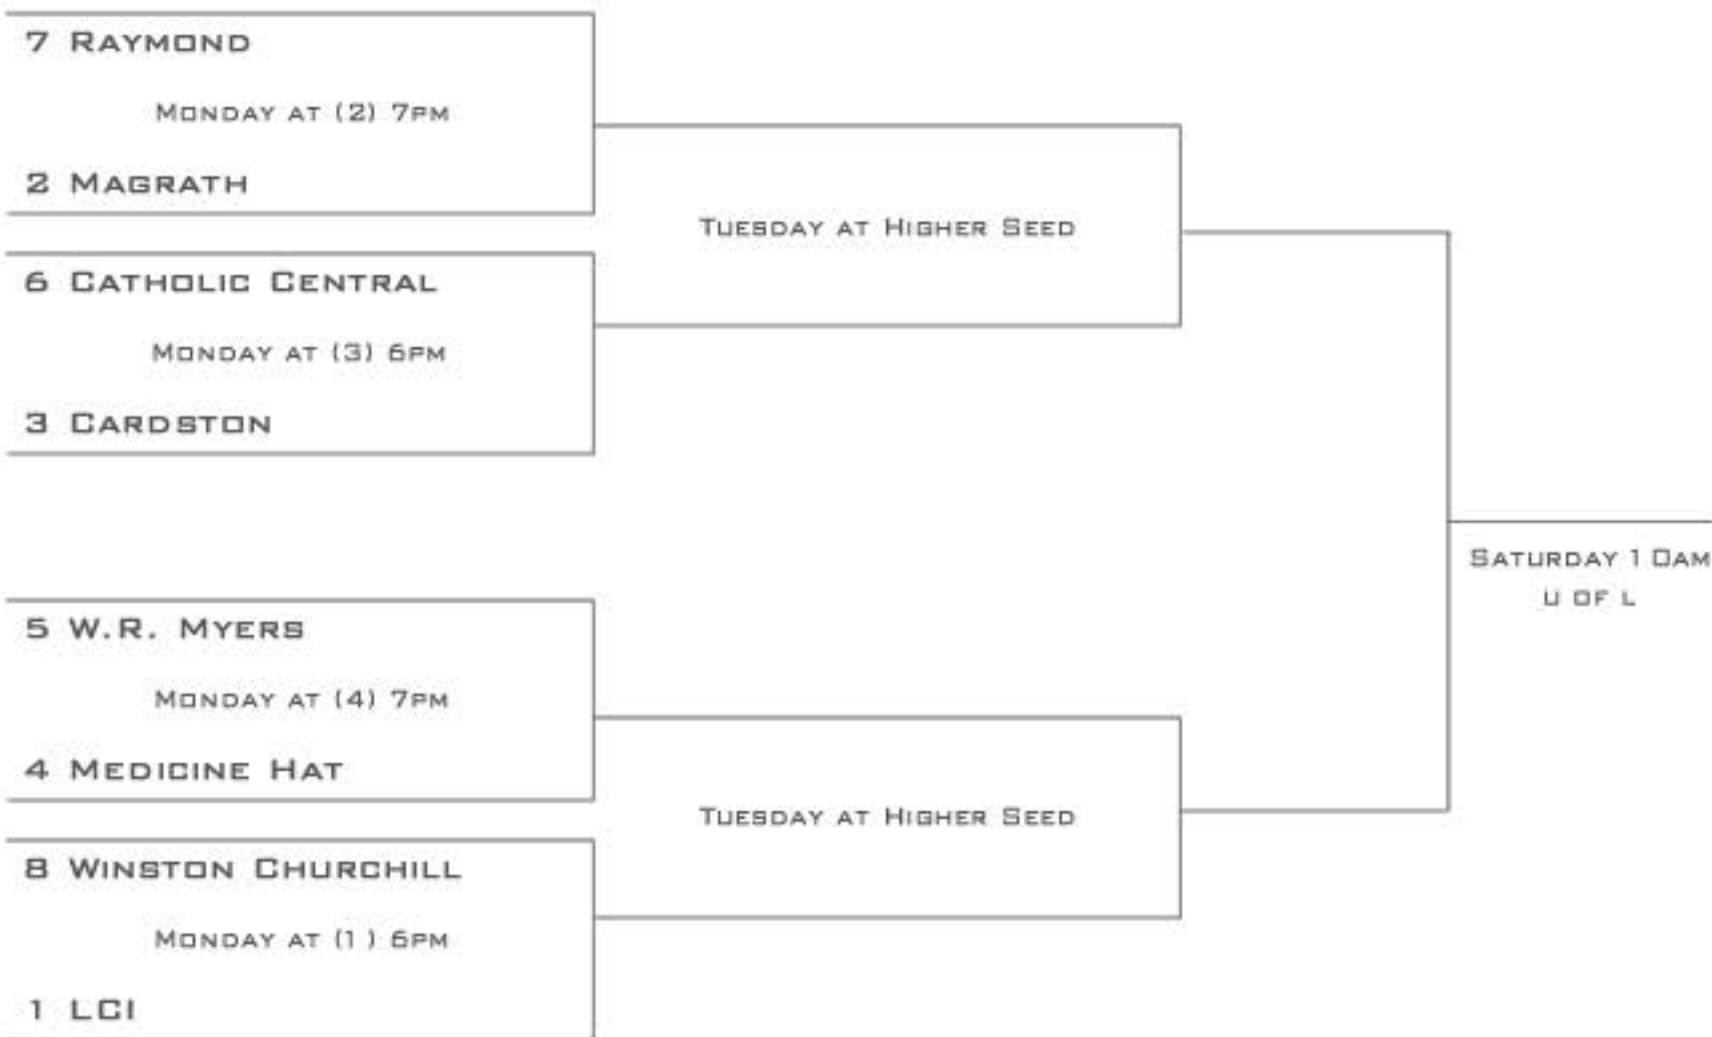 7 Raymond
Monday at (2) 7pm
2 Magrath
Tuesday at Higher Seed
6 Catholic Central
Monday at (3) 6pm
3 Cardston
Saturday 10am
U of L
5 W.R. Myers
Monday at (4) 7pm
4 Medicine Hat
Tuesday at Higher Seed
8 Winston Churchill
Monday at (1) 6pm
1 LCI